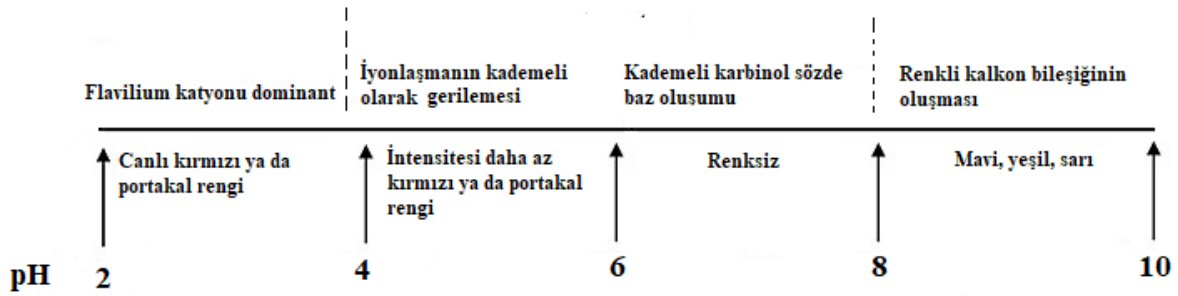 Flavilium katyonu dominant
İyonlaşmanın kademeli
olarak gerilemesi
Kademeli karbinol sözde
baz oluşumu
Renkli kalkon bileşiğinin
oluşması
Canlı kırmızı ya da
portakal rengi
İntensitesi daha az
kırmızı ya da portakal
rengi
Renksiz
Mavi, yeşil, sarı
pH 2 4 6 8 10